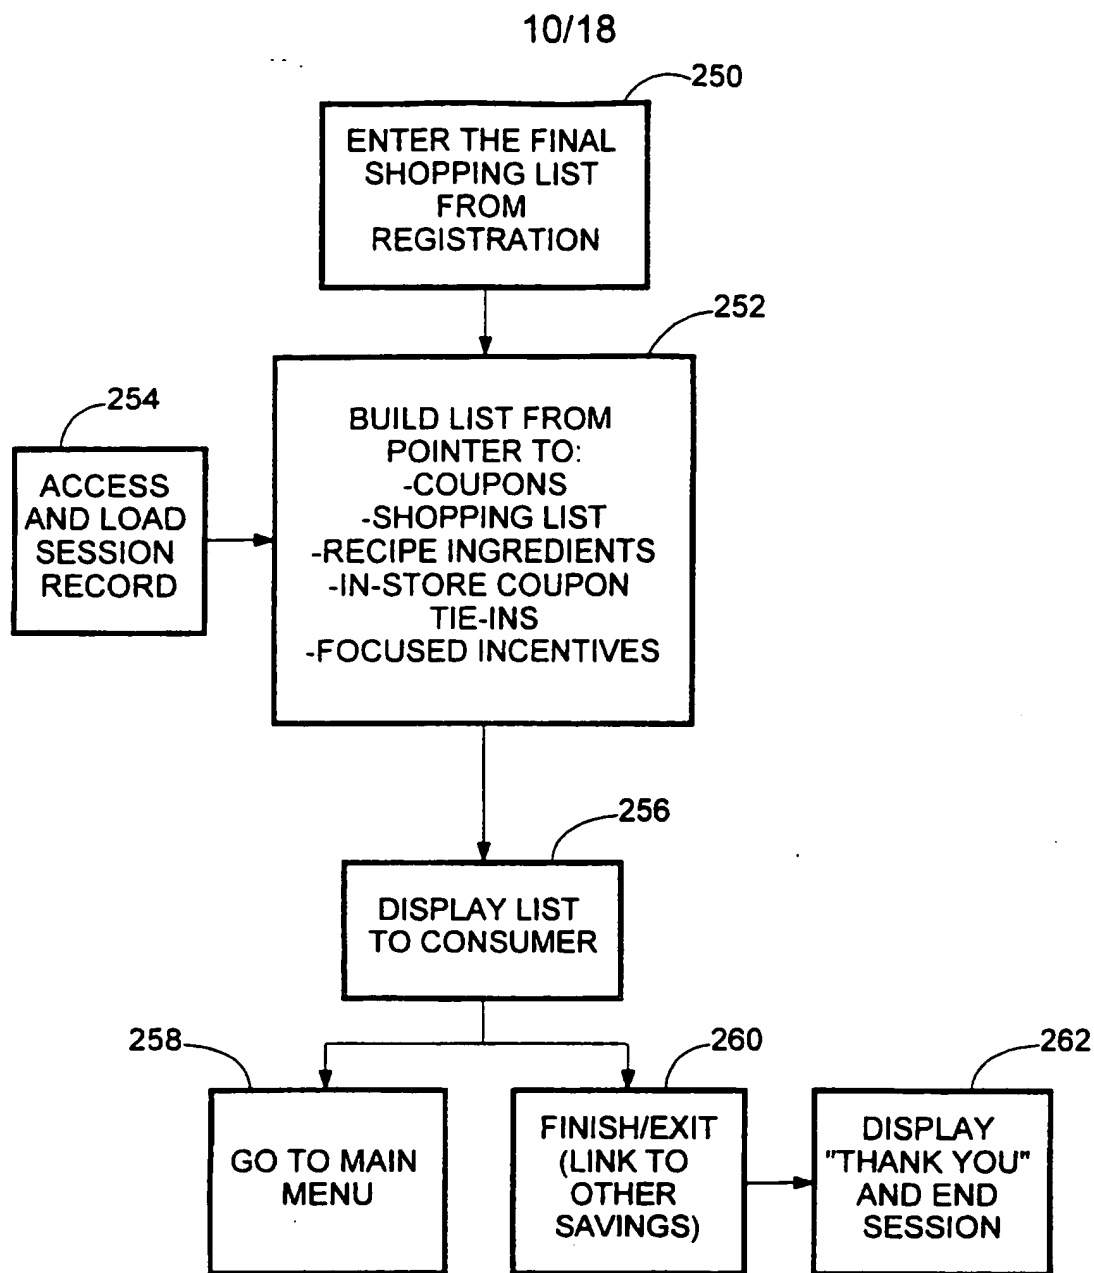 10/18
250
ENTER THE FINAL
SHOPPING LIST
FROM
REGISTRATION
252
254
BUILD LIST FROM
POINTER TO:
-COUPONS
-SHOPPING LIST
-RECIPE INGREDIENTS
-IN-STORE COUPON
TIE-INS
-FOCUSED INCENTIVES
ACCESS
AND LOAD
SESSION
RECORD
256
DISPLAY LIST
TO CONSUMER
258
260
262
GO TO MAIN
MENU
FINISH/EXIT
(LINK TO
OTHER
SAVINGS)
DISPLAY
"THANK YOU"
AND END
SESSION